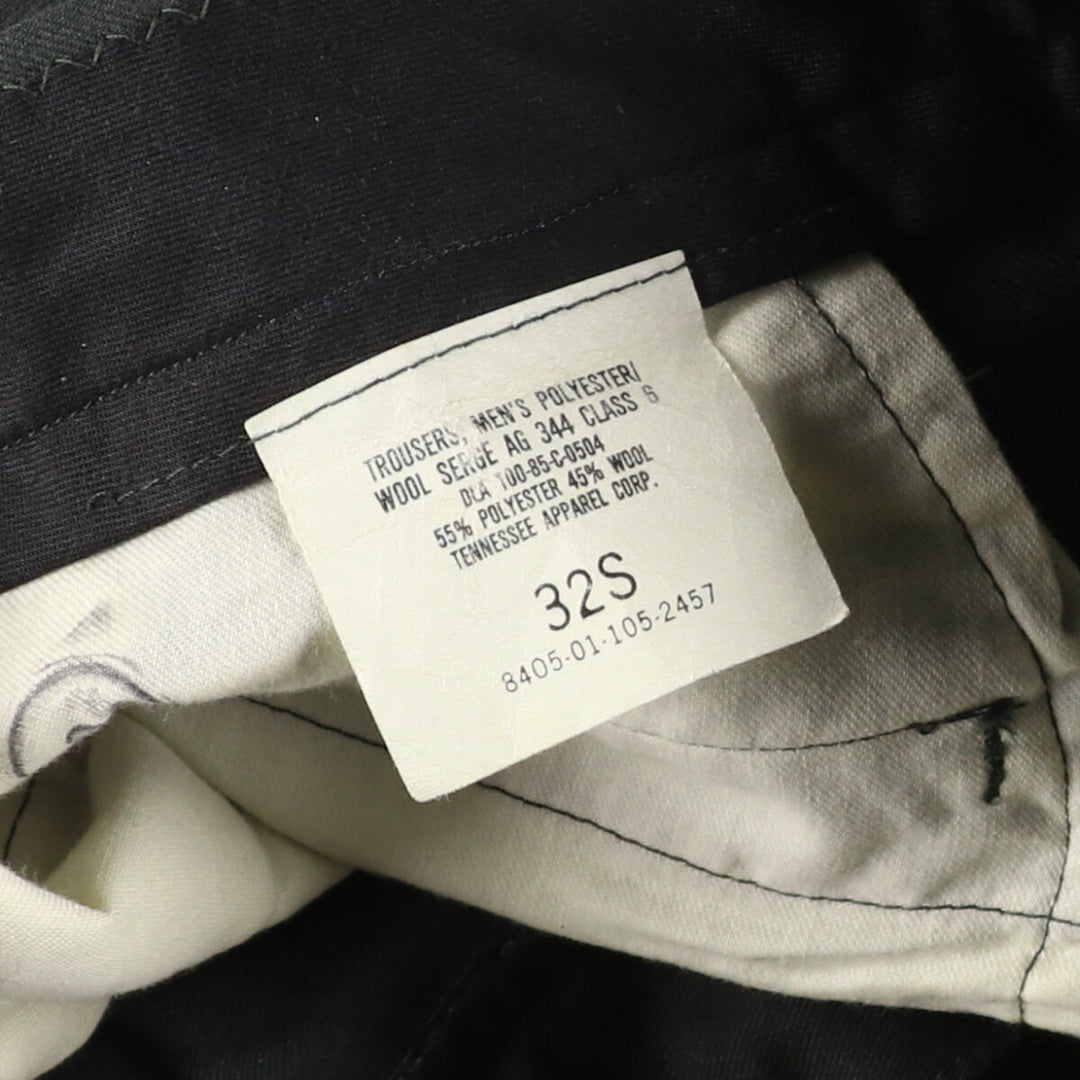 TROUSERS, MEN'S POLYESTER/
WOOL SERGE AG 344 CLASS 6
DLA 100-85-C-0504
55% POLYESTER 45% WOOL
TENNESSEE APPAREL CORP.
32S
8405-01-105-2457